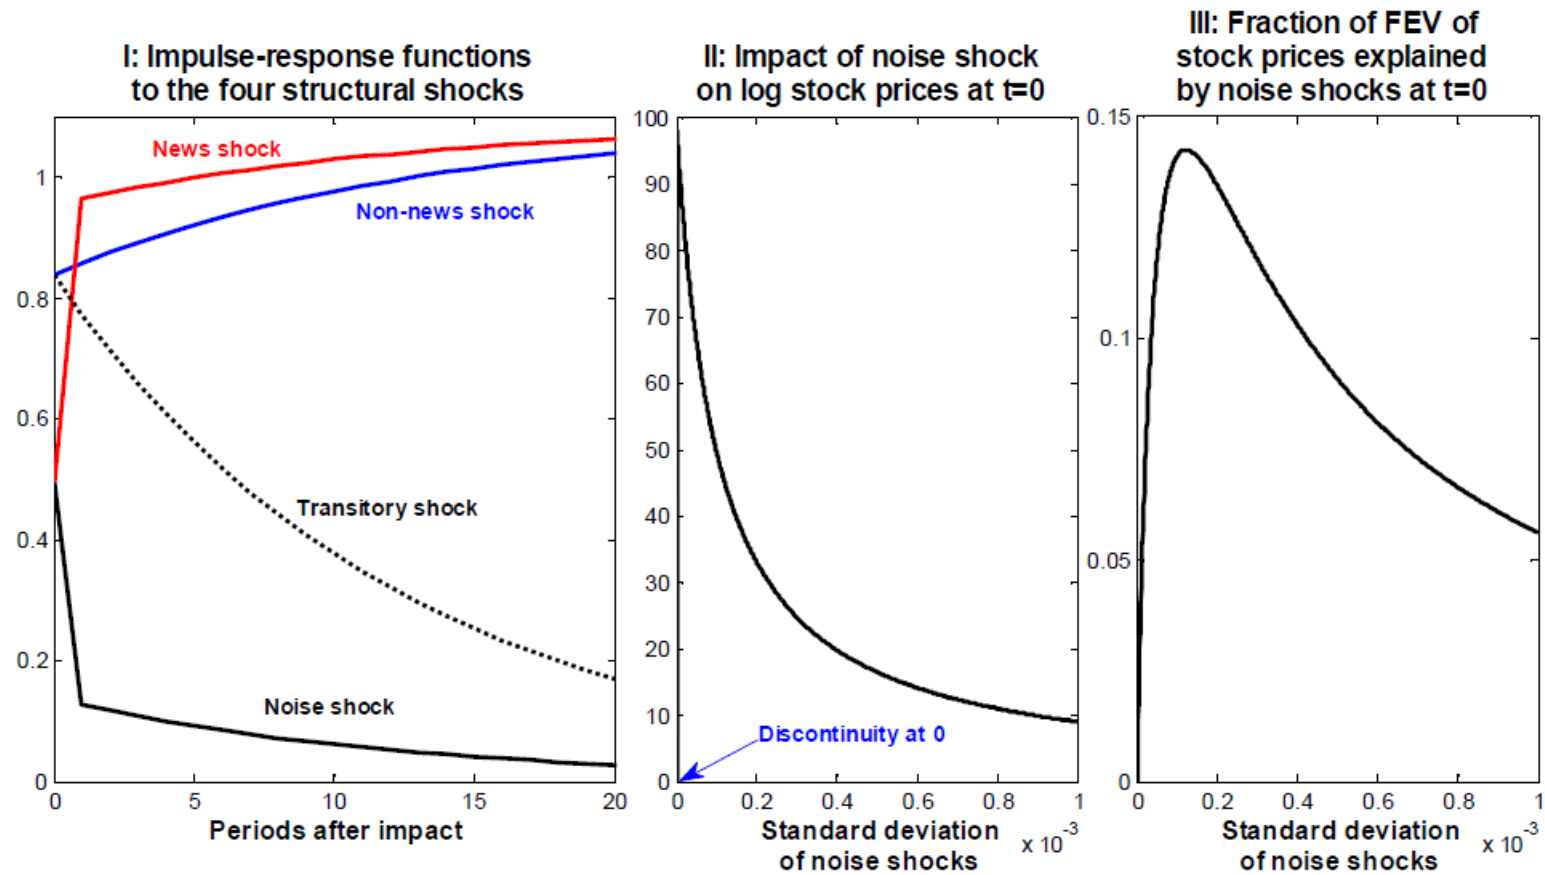 I: Impulse-response functions
to the four structural shocks
1
0.8
0.6
0.4
0.2
0
News shock
Non-news shock
Transitory shock
Noise shock
0 5 10 15 20
Periods after impact
II: Impact of noise shock
on log stock prices at t=0
100
90
80
70
60
50
40
30
20
10
0
Discontinuity at 0
0 0.2 0.4 0.6 0.8 1
Standard deviation
of noise shocks
x 10-3
III: Fraction of FEV of
stock prices explained
by noise shocks at t=0
0.15
0.1
0.05
0
0 0.2 0.4 0.6 0.8 1
Standard deviation
of noise shocks
x 10-3